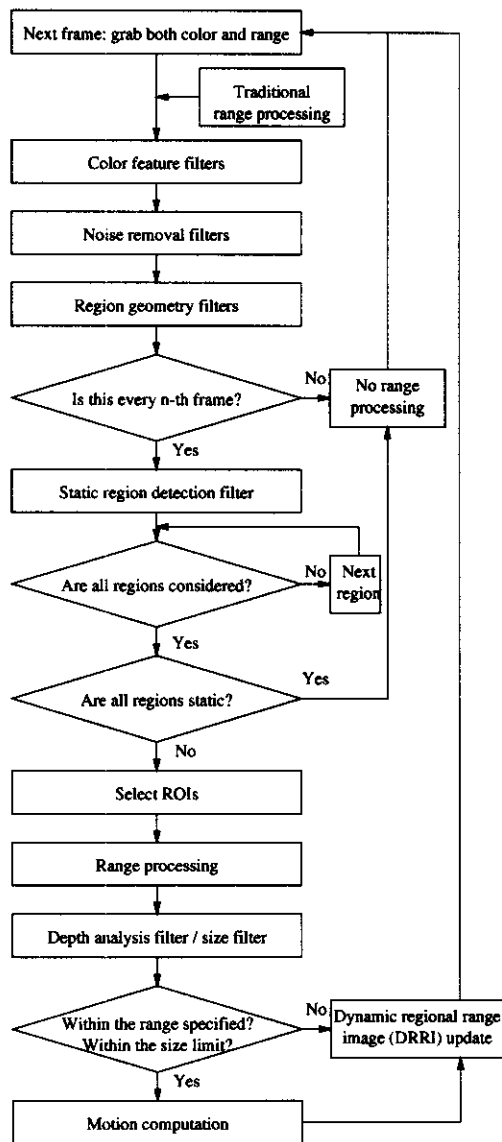 Next frame: grab both color and range
Traditional
range processing
Color feature filters
Noise removal filters
Region geometry filters
Is this every n-th frame?
No
No range
processing
Yes
Static region detection filter
Are all regions considered?
No
Next
region
Yes
Are all regions static?
Yes
No
Select ROIs
Range processing
Depth analysis filter / size filter
Within the range specified?
Within the size limit?
No
Dynamic regional range
image (DRRI) update
Yes
Motion computation